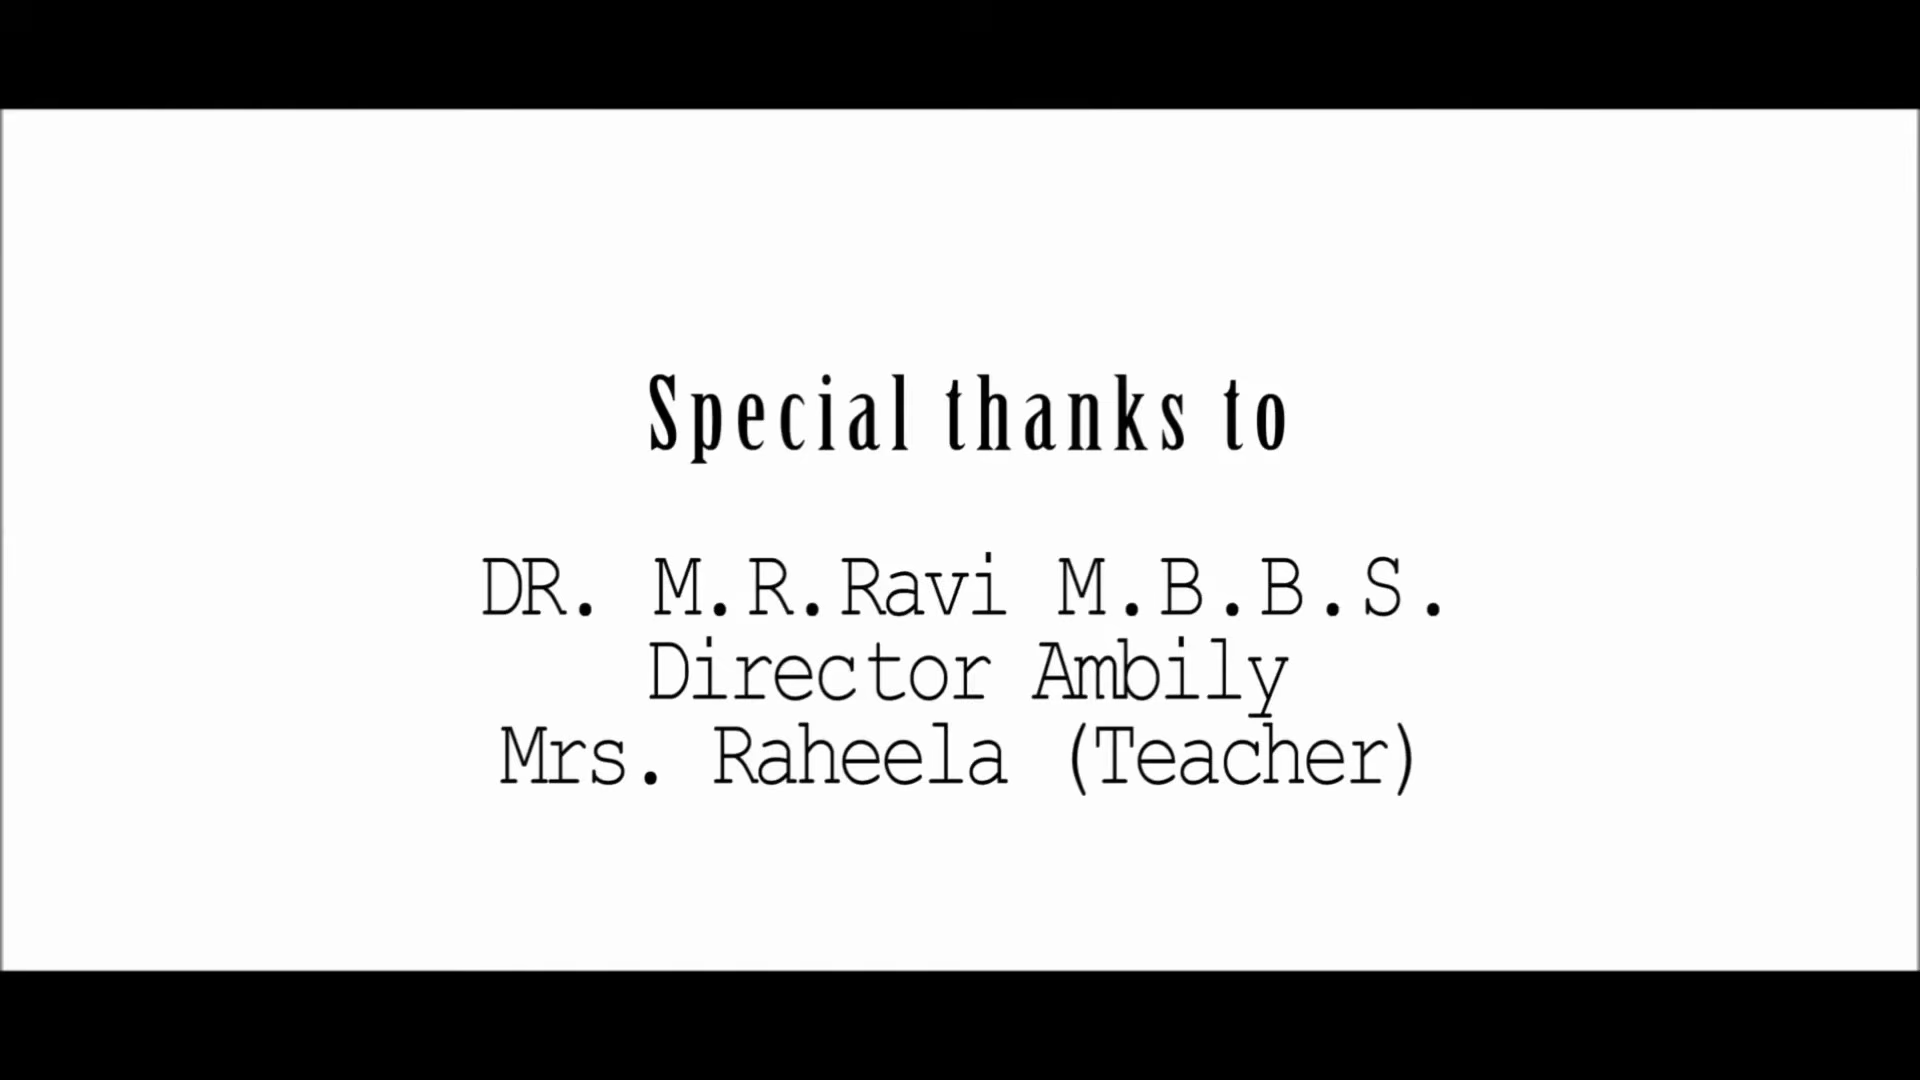 Special thanks to
DR. M.R.Ravi M.B.B.S.
Director Ambily
Mrs. Raheela (Teacher)